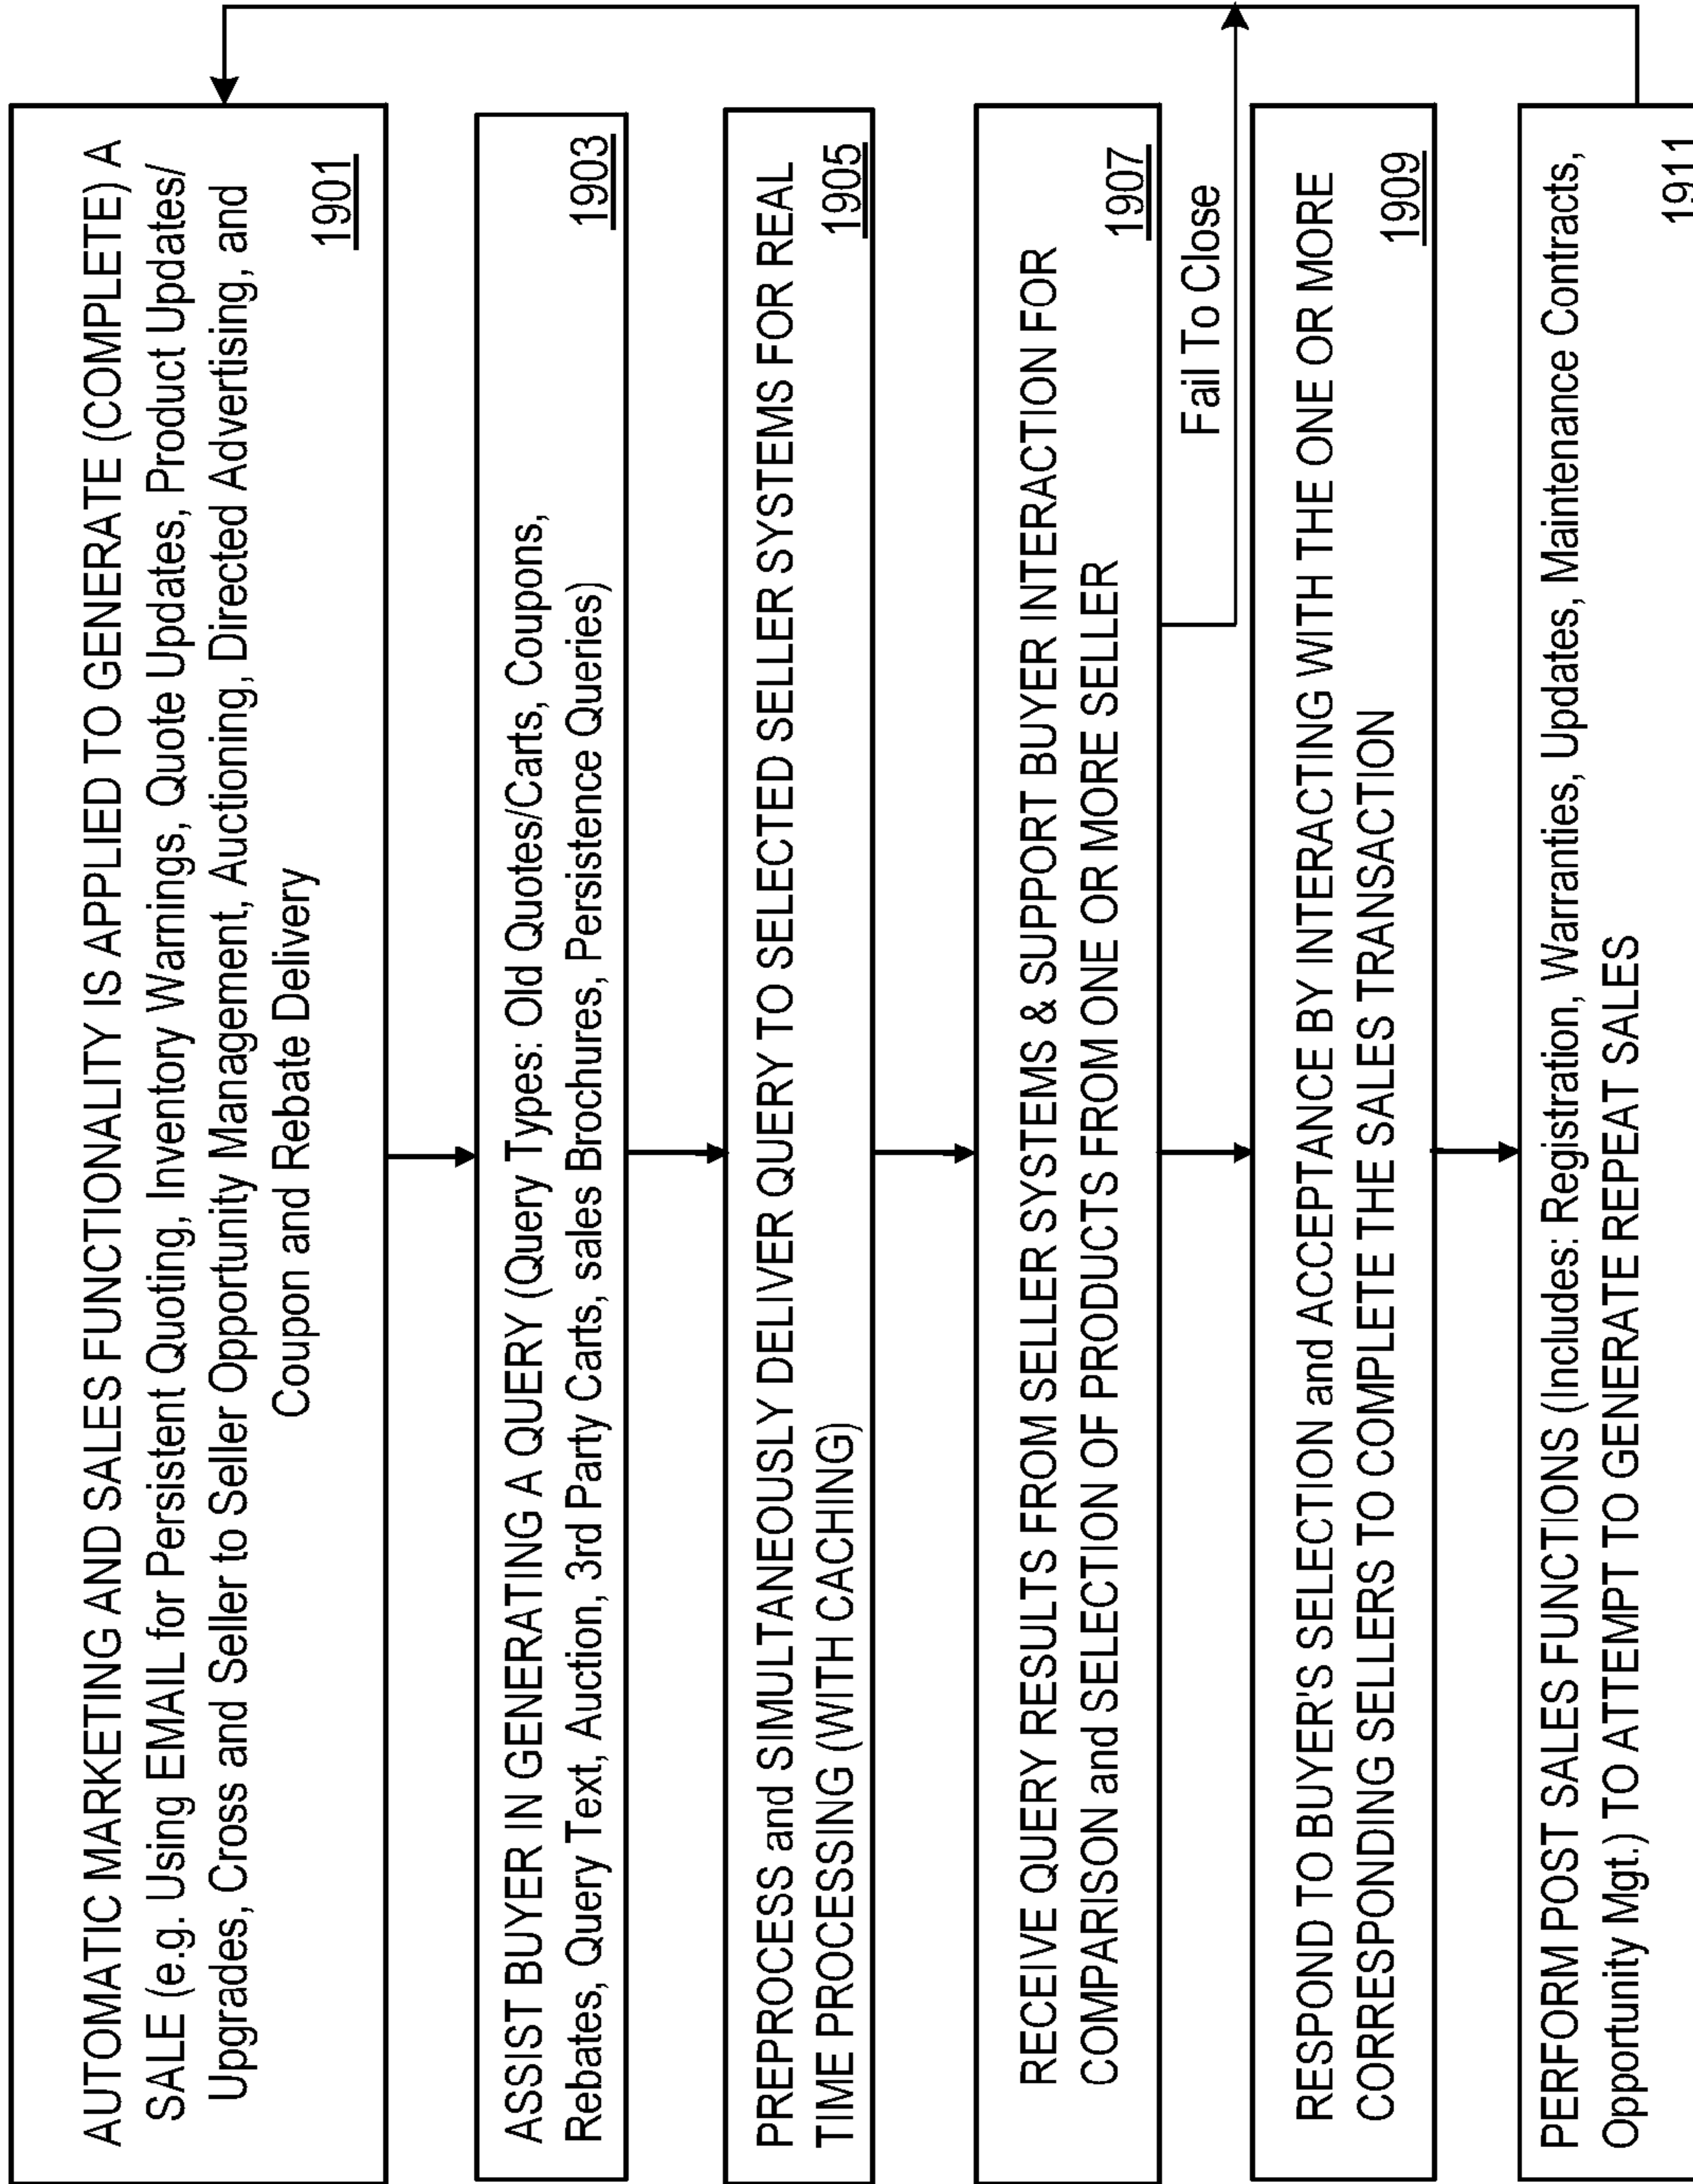 AUTOMATIC MARKETING AND SALES FUNCTIONALITY IS APPLIED TO GENERATE (COMPLETE) A
SALE (e.g. Using EMAIL for Persistent Quoting, Inventory Warnings, Quote Updates, Product Updates/
Upgrades, Cross and Seller to Seller Opportunity Management, Auctioning, Directed Advertising, and
Coupon and Rebate Delivery
1901
ASSIST BUYER IN GENERATING A QUERY (Query Types: Old Quotes/Carts, Coupons,
Rebates, Query Text, Auction, 3rd Party Carts, sales Brochures, Persistence Queries)
1903
PREPROCESS and SIMULTANEOUSLY DELIVER QUERY TO SELECTED SELLER SYSTEMS FOR REAL
TIME PROCESSING (WITH CACHING)
1905
RECEIVE QUERY RESULTS FROM SELLER SYSTEMS & SUPPORT BUYER INTERACTION FOR
COMPARISON and SELECTION OF PRODUCTS FROM ONE OR MORE SELLER
1907
Fail To Close
RESPOND TO BUYER'S SELECTION and ACCEPTANCE BY INTERACTING WITH THE ONE OR MORE
CORRESPONDING SELLERS TO COMPLETE THE SALES TRANSACTION
1909
PERFORM POST SALES FUNCTIONS (Includes: Registration, Warranties, Updates, Maintenance Contracts,
Opportunity Mgt.) TO ATTEMPT TO GENERATE REPEAT SALES
1911